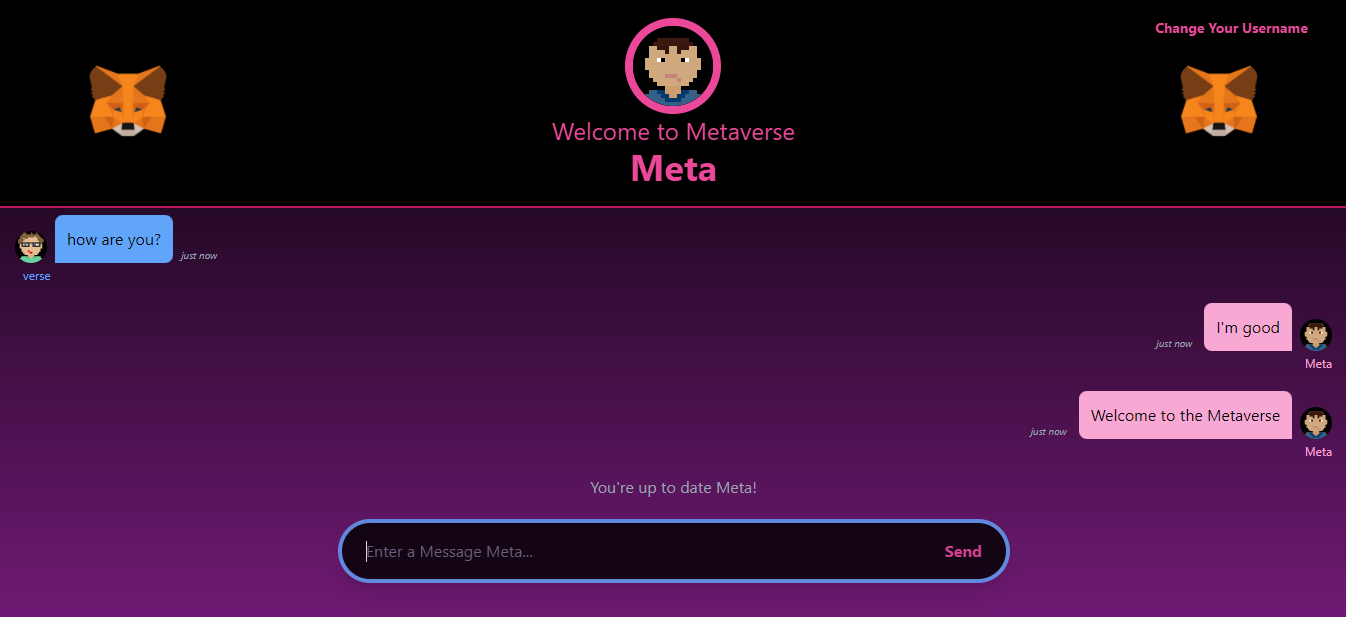 Change Your Username
Welcome to Metaverse
Meta
how are you?
just now
verse
I'm good
just now
Meta
Welcome to the Metaverse
just now
Meta
You're up to date Meta!
Enter a Message Meta...
Send